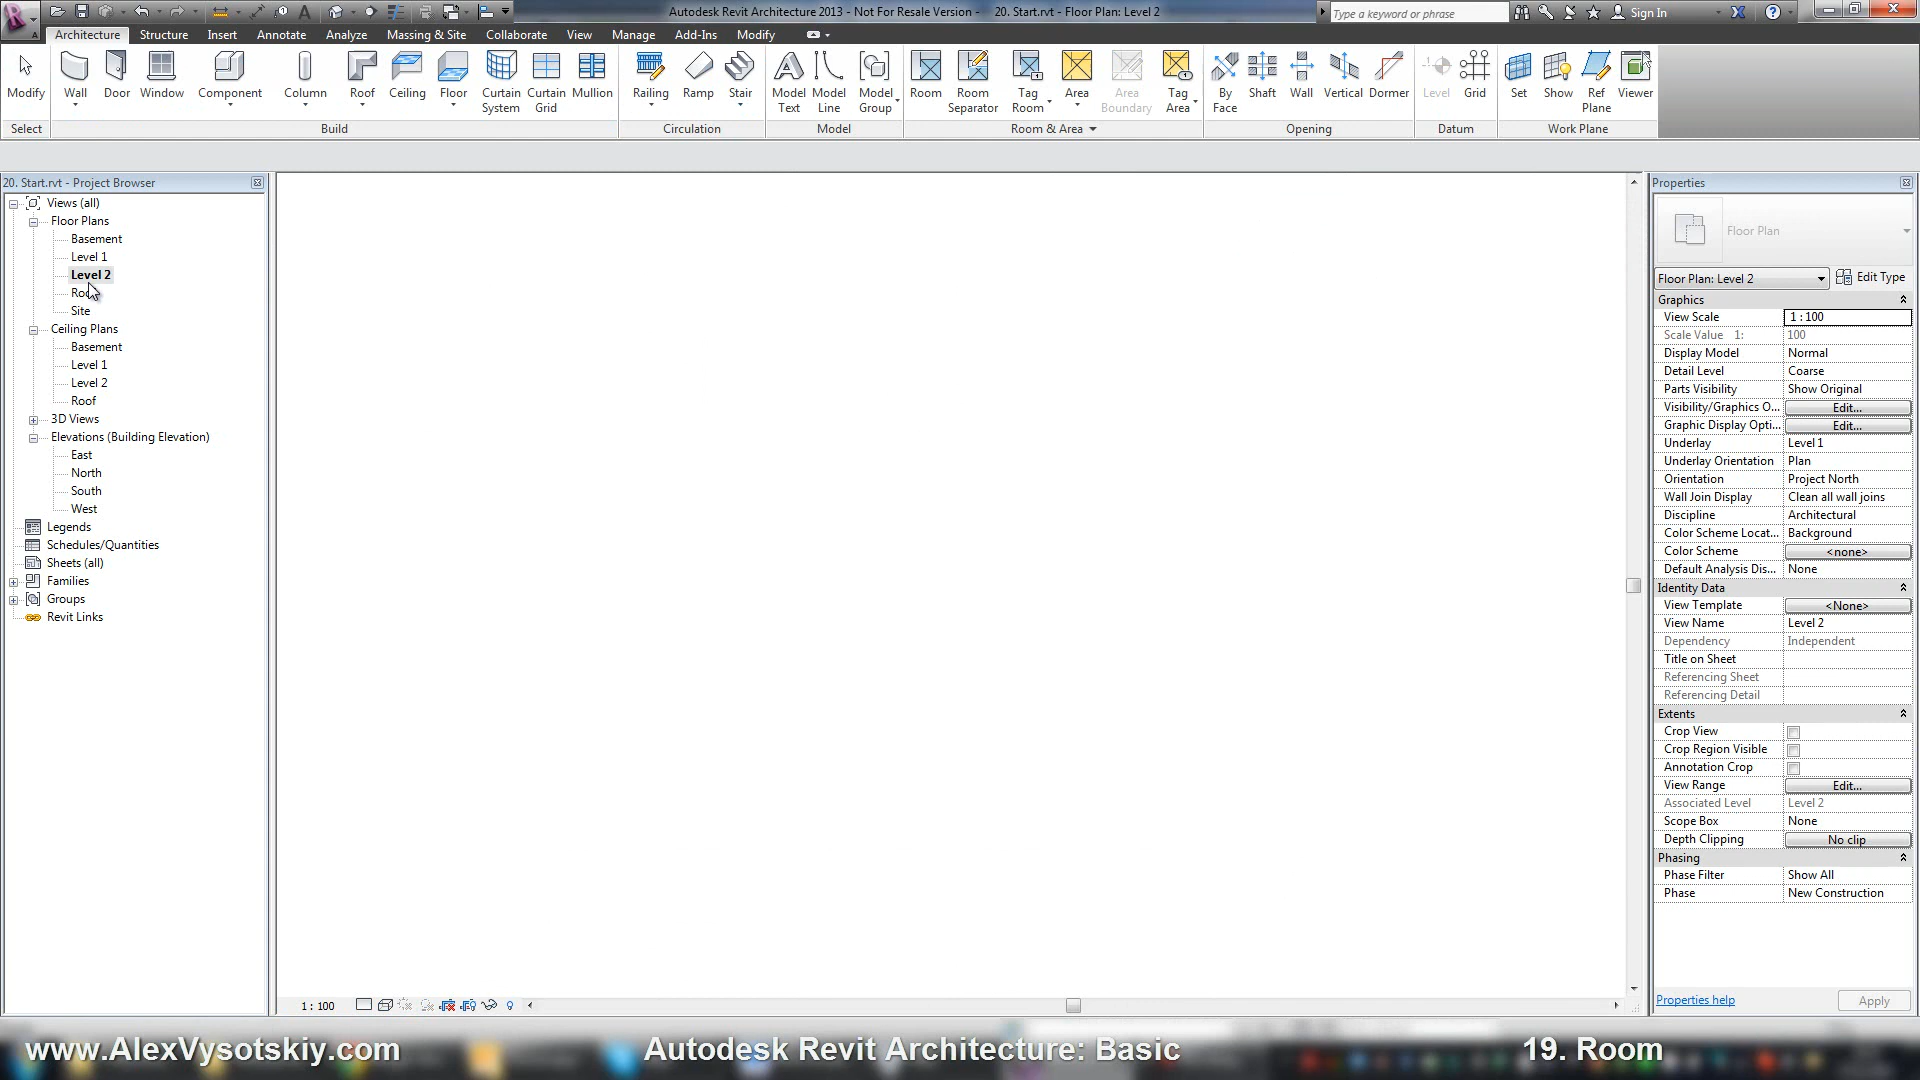 Autodesk Revit Architecture 2013 - Not For Resale Version - 20. Start.rvt - Floor Plan: Level 2
Type a keyword or phrase
Sign In
Architecture Structure Insert Annotate Analyze Massing & Site Collaborate View Manage Add-Ins Modify
Modify Wall Door Window Component Column Roof Ceiling Floor Curtain System Curtain Grid Mullion Railing Ramp Stair Model Text Model Line Model Group Room Room Separator Tag Room Area Area Boundary Tag Area By Face Shaft Wall Vertical Dormer Level Grid Set Show Ref Plane Viewer
Select Build Circulation Model Room & Area Opening Datum Work Plane
20. Start.rvt - Project Browser
Views (all)
Floor Plans
Basement
Level 1
Level 2
Site
Ceiling Plans
Basement
Level 1
Level 2
Roof
3D Views
Elevations (Building Elevation)
East
North
South
West
Legends
Schedules/Quantities
Sheets (all)
Families
Groups
Revit Links
1 : 100
Properties
Floor Plan
Floor Plan: Level 2 Edit Type
Graphics
View Scale 1 : 100
Scale Value 1: 100
Display Model Normal
Detail Level Coarse
Parts Visibility Show Original
Visibility/Graphics O... Edit...
Graphic Display Opti... Edit...
Underlay Level 1
Underlay Orientation Plan
Orientation Project North
Wall Join Display Clean all wall joins
Discipline Architectural
Color Scheme Locat... Background
Color Scheme <none>
Default Analysis Dis... None
Identity Data
View Template <None>
View Name Level 2
Dependency Independent
Title on Sheet
Referencing Sheet
Referencing Detail
Extents
Crop View
Crop Region Visible
Annotation Crop
View Range Edit...
Associated Level Level 2
Scope Box None
Depth Clipping No clip
Phasing
Phase Filter Show All
Phase New Construction
Properties help Apply
www.AlexVysotskiy.com Autodesk Revit Architecture: Basic 19. Room